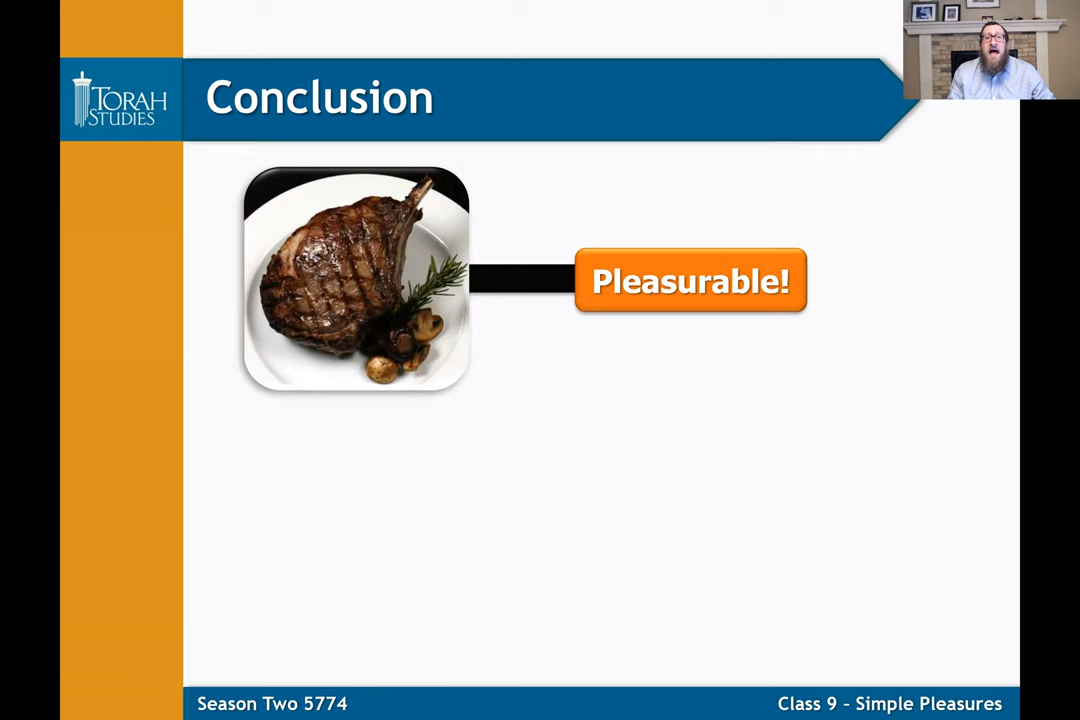 TORAH
STUDIES
Conclusion
Pleasurable!
Season Two 5774
Class 9 – Simple Pleasures